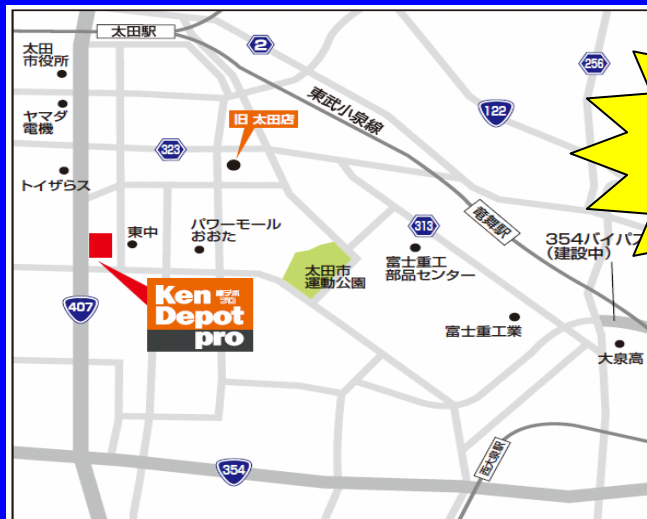 太田駅
太田
市役所
2
256
ヤマダ
電機
東武小泉線
122
旧 太田店
323
トイザらス
東中
パワーモール
おおた
313
竜舞駅
354バイパス
(建設中)
富士重工
部品センター
太田市
運動公園
407
Ken
Depot
pro
富士重工業
大泉高
354
西大泉駅